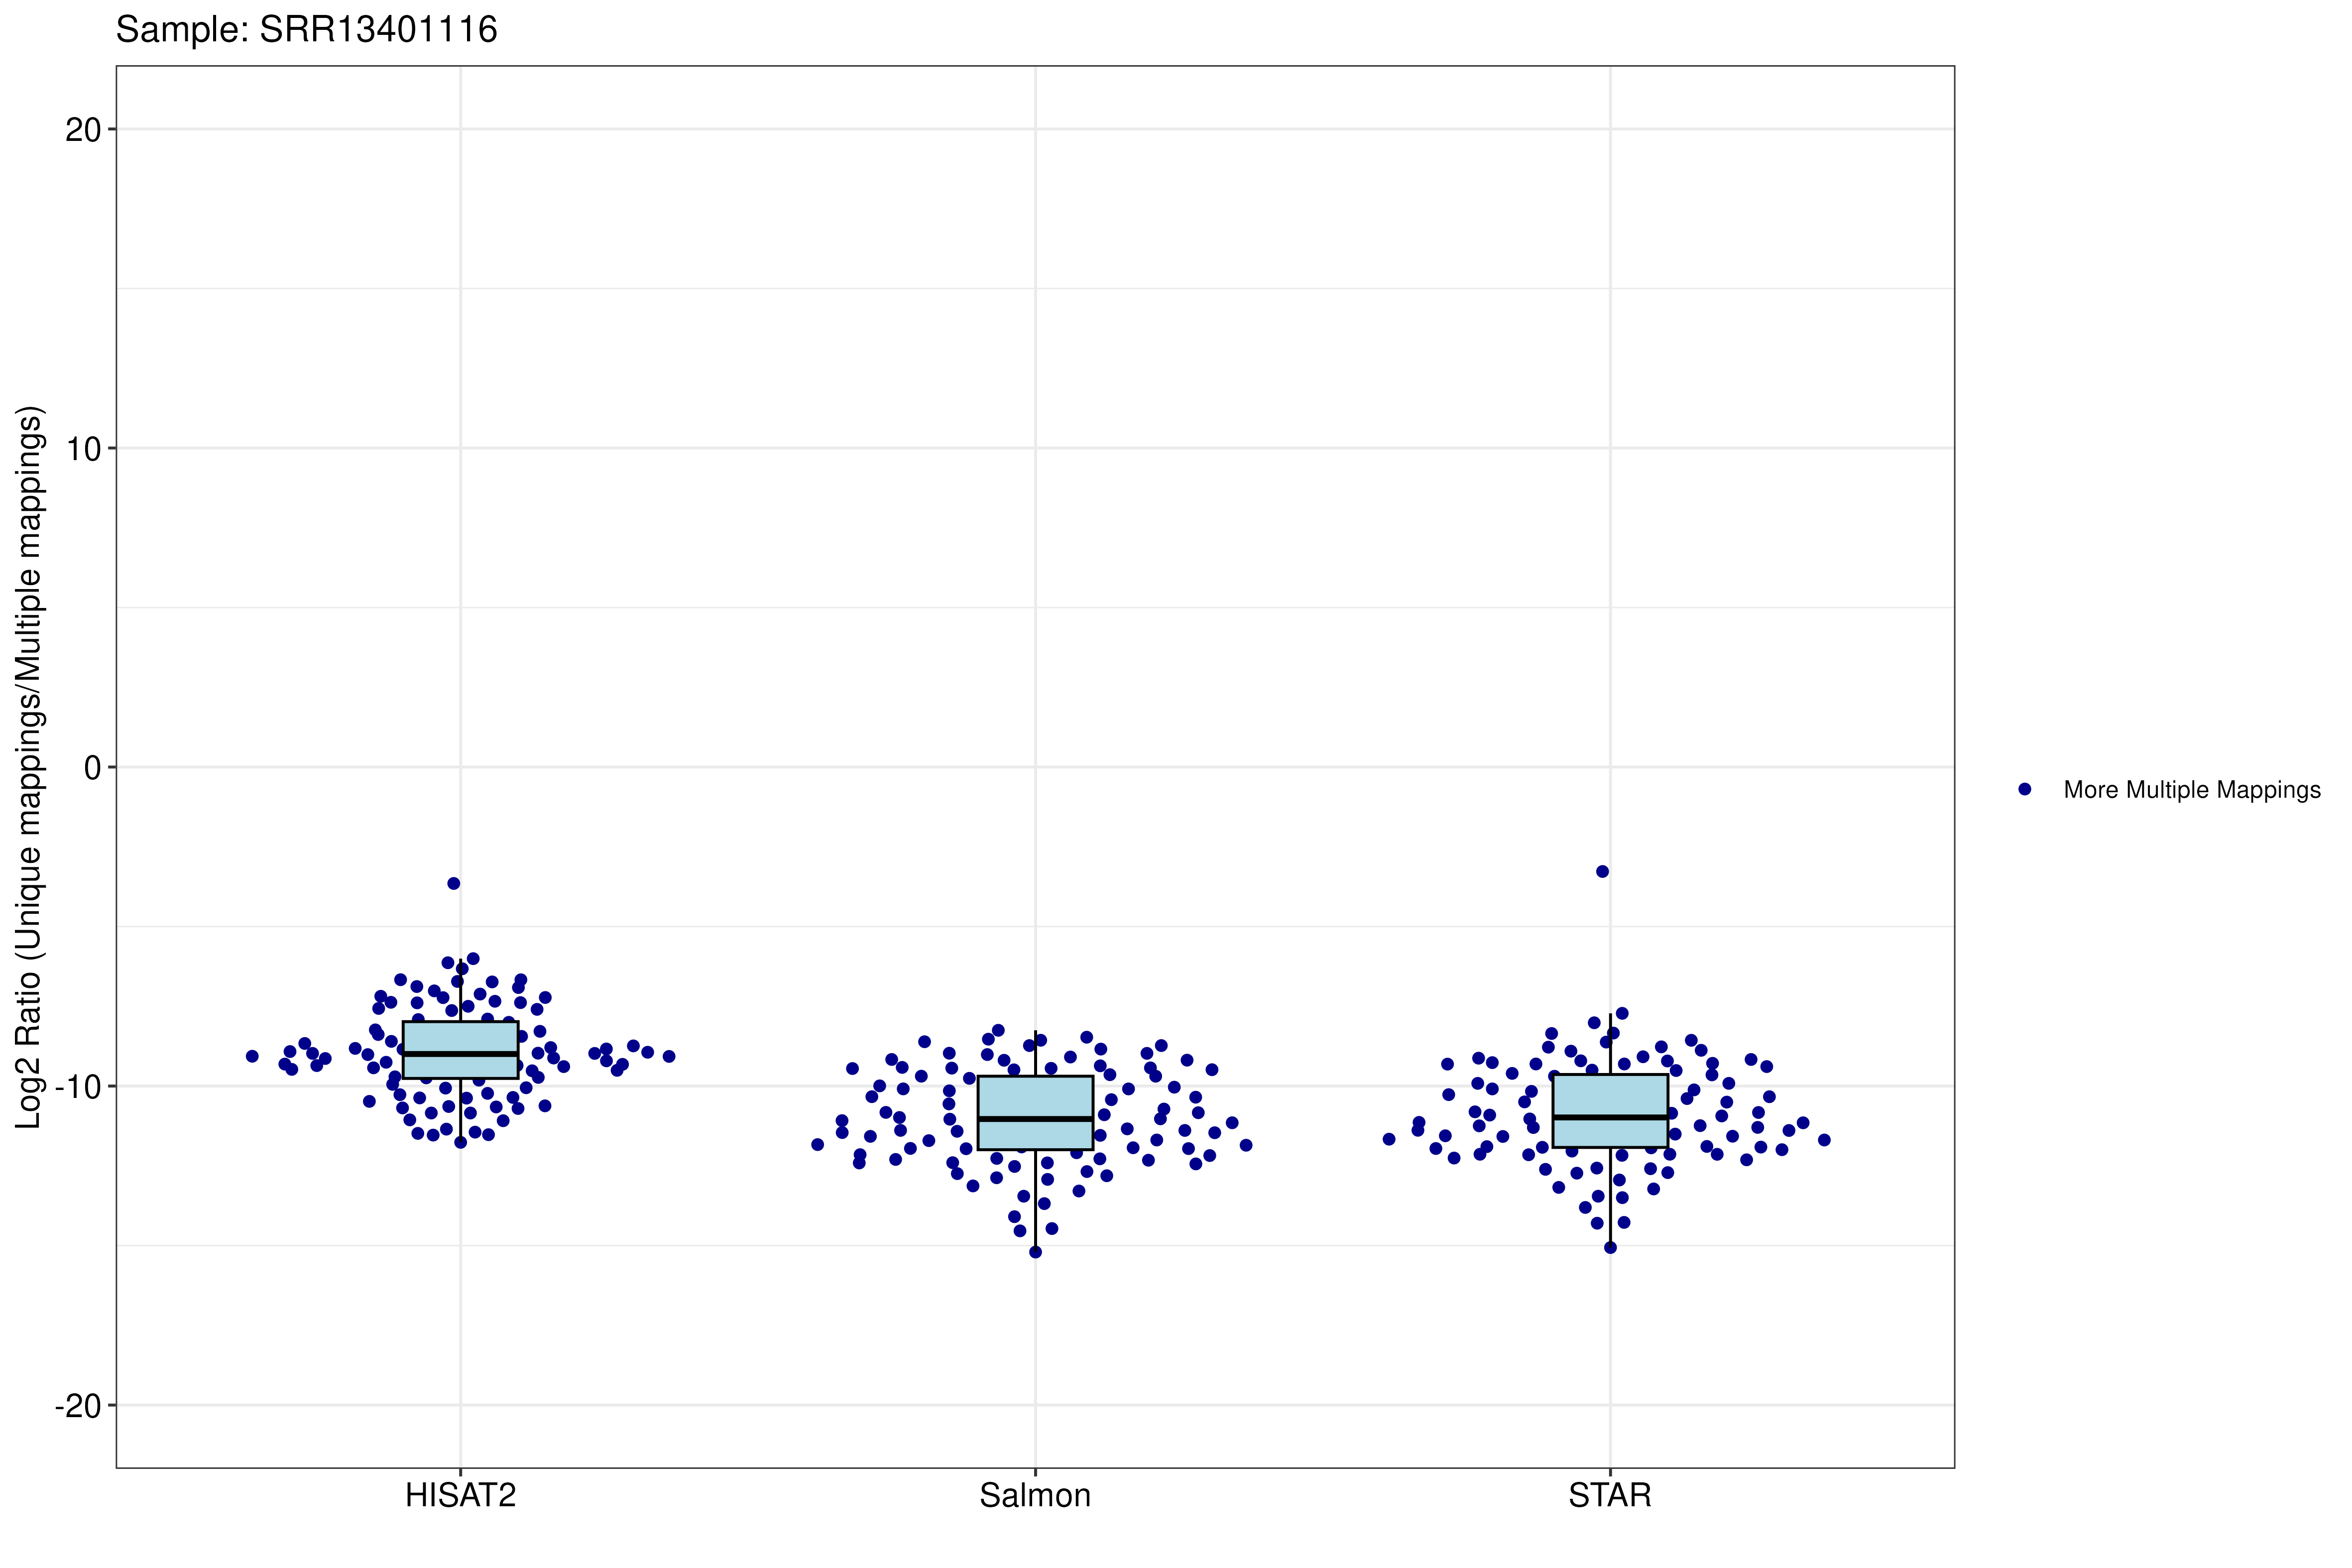 Sample: SRR13401116
Log2 Ratio (Unique mappings/Multiple mappings)
20
10
0
-10
-20
HISAT2
Salmon
STAR
More Multiple Mappings